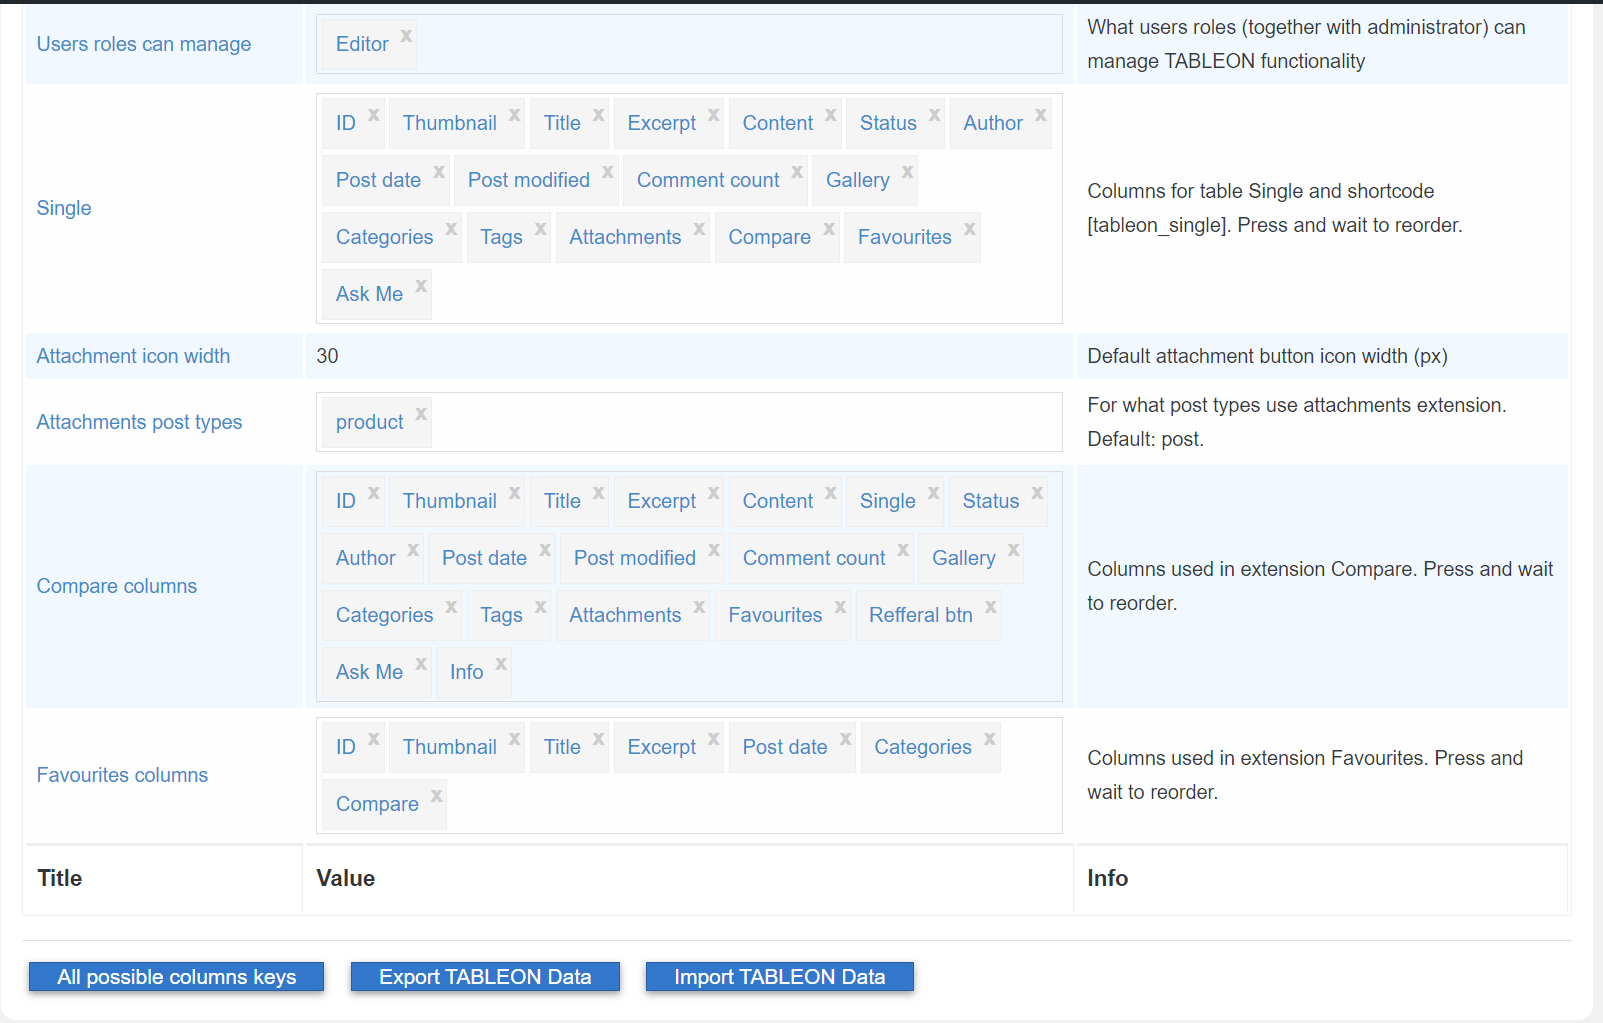 Users roles can manage
Editor x
What users roles (together with administrator) can
manage TABLEON functionality
Single
ID x Thumbnail x Title x Excerpt x Content x Status x Author x
Post date x Post modified x Comment count x Gallery x
Categories x Tags x Attachments x Compare x Favourites x
Ask Me x
Columns for table Single and shortcode
[tableon_single]. Press and wait to reorder.
Attachment icon width
30
Default attachment button icon width (px)
Attachments post types
product x
For what post types use attachments extension.
Default: post.
Compare columns
ID x Thumbnail x Title x Excerpt x Content x Single x Status x
Author x Post date x Post modified x Comment count x Gallery x
Categories x Tags x Attachments x Favourites x Refferal btn x
Ask Me x Info x
Columns used in extension Compare. Press and wait
to reorder.
Favourites columns
ID x Thumbnail x Title x Excerpt x Post date x Categories x
Compare x
Columns used in extension Favourites. Press and
wait to reorder.
Title Value Info
All possible columns keys Export TABLEON Data Import TABLEON Data